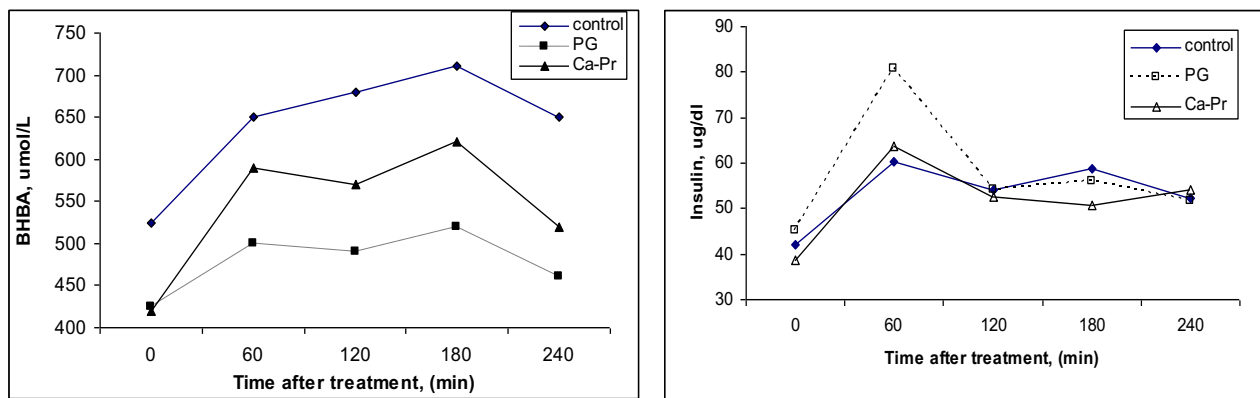 750
700
650
600
550
500
450
400
BHBA, umol/L
0 60 120 180 240
Time after treatment, (min)
control
PG
Ca-Pr
90
80
70
60
50
40
30
Insulin, ug/dl
0 60 120 180 240
Time after treatment, (min)
control
PG
Ca-Pr